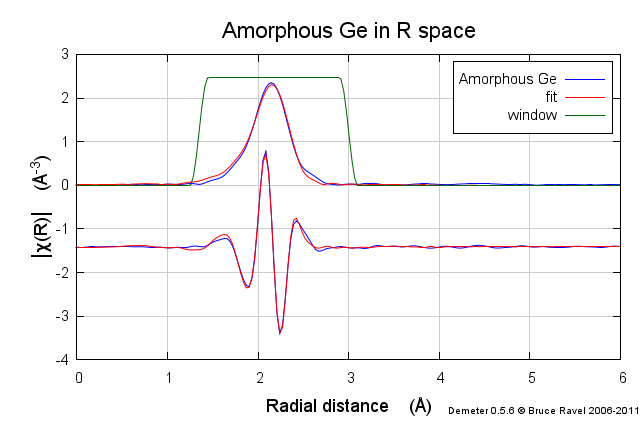 Amorphous Ge in R space
3
2
1
0
-1
-2
-3
-4
|χ(R)| (Å-3)
Amorphous Ge
fit
window
0 1 2 3 4 5 6
Radial distance (Å)
Demeter 0.5.6 © Bruce Ravel 2006-2011